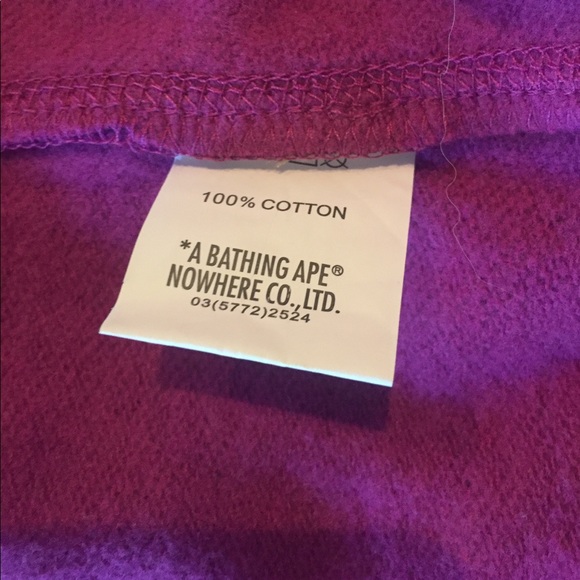 100% COTTON
*A BATHING APE®
NOWHERE CO.,LTD.
03(5772)2524